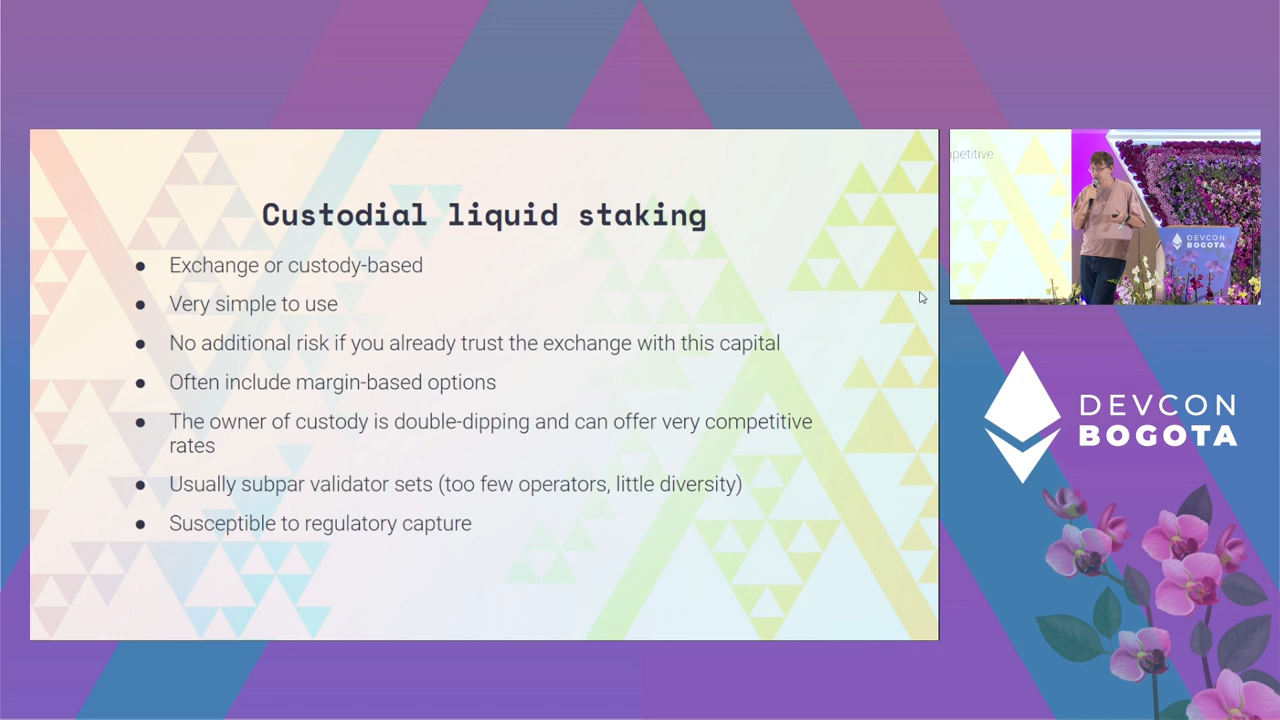 Custodial liquid staking
● Exchange or custody-based
● Very simple to use
● No additional risk if you already trust the exchange with this capital
● Often include margin-based options
● The owner of custody is double-dipping and can offer very competitive
rates
● Usually subpar validator sets (too few operators, little diversity)
● Susceptible to regulatory capture
petitive
DEVCON
BOGOTA
DEVCON
BOGOTA